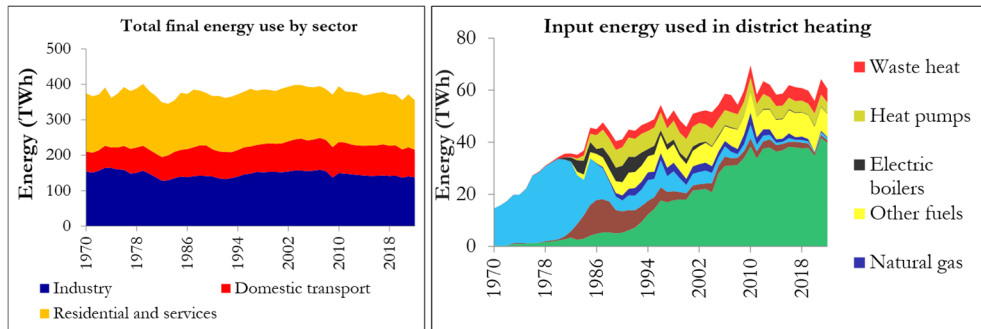 Total final energy use by sector
Energy (TWh)
500
400
300
200
100
0
1970
1978
1986
1994
2002
2010
2018
Industry
Domestic transport
Residential and services
Input energy used in district heating
Energy (TWh)
80
60
40
20
0
1970
1978
1986
1994
2002
2010
2018
Waste heat
Heat pumps
Electric
boilers
Other fuels
Natural gas